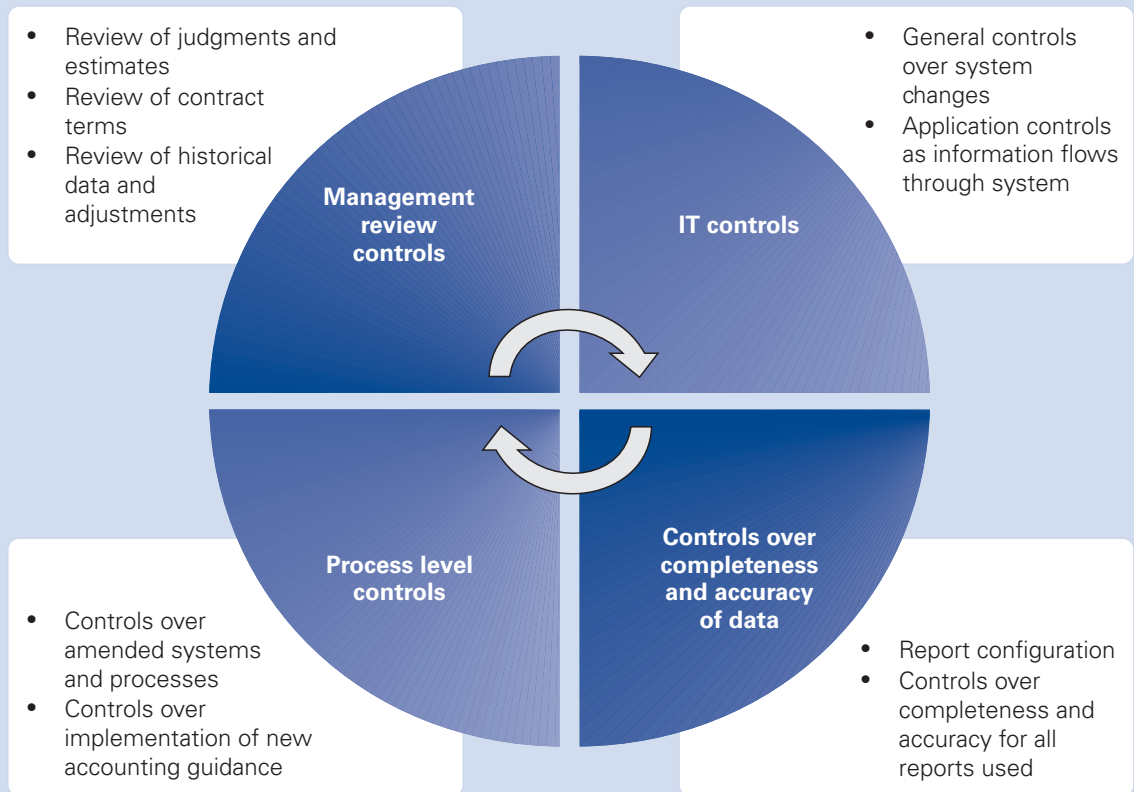 • Review of judgments and
estimates
• Review of contract
terms
• Review of historical
data and
adjustments
• General controls
over system
changes
• Application controls
as information flows
through system
Management
review
controls
IT controls
Process level
controls
Controls over
completeness
and accuracy
of data
• Controls over
amended systems
and processes
• Controls over
implementation of new
accounting guidance
• Report configuration
• Controls over
completeness and
accuracy for all
reports used